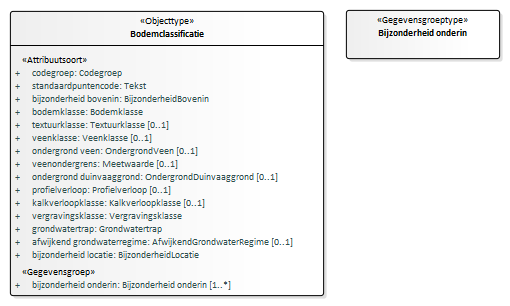 «Objecttype»
Bodemclassificatie
«Attribuutsoort»
+ codegroep: Codegroep
+ standaardpuntencode: Tekst
+ bijzonderheid bovenin: BijzonderheidBovenin
+ bodemklasse: Bodemklasse
+ textuurklasse: Textuurklasse [0..1]
+ veenklasse: Veenklasse [0..1]
+ ondergrond veen: OndergrondVeen [0..1]
+ veenondergrens: Meetwaarde [0..1]
+ ondergrond duinvaaggrond: OndergrondDuinvaaggrond [0..1]
+ profielverloop: Profielverloop [0..1]
+ kalkverloopklasse: Kalkverloopklasse [0..1]
+ vergravingsklasse: Vergravingsklasse
+ grondwatertrap: Grondwatertrap
+ afwijkend grondwaterregime: AfwijkendGrondwaterRegime [0..1]
+ bijzonderheid locatie: BijzonderheidLocatie
«Gegevensgroep»
+ bijzonderheid onderin: Bijzonderheid onderin [1..*]
«Gegevensgroeptype»
Bijzonderheid onderin